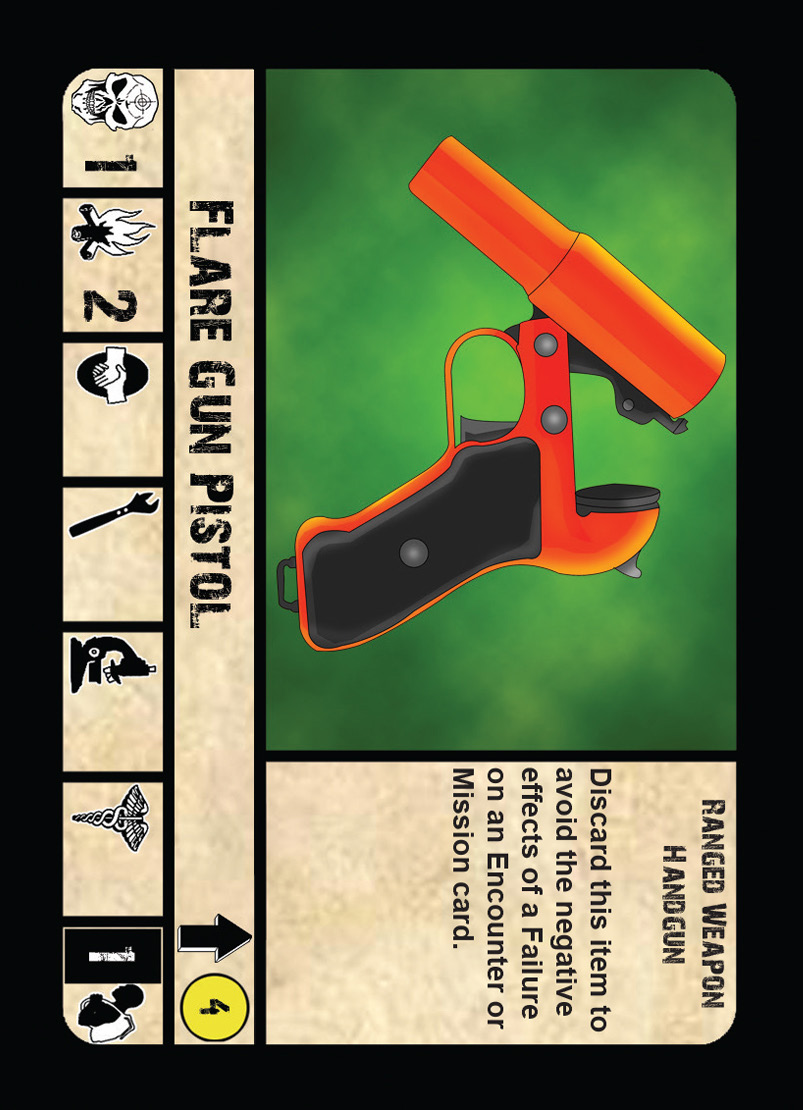 RANGED WEAPON
HANDGUN
Discard this item to
avoid the negative
effects of a Failure
on an Encounter or
Mission card.
FLARE GUN PISTOL
4
1
2
1